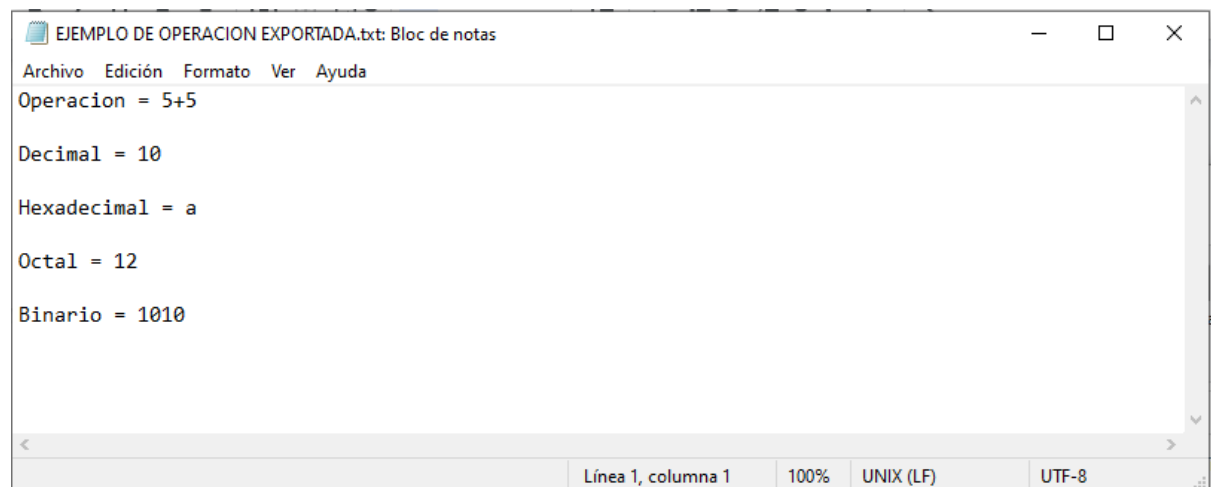 EJEMPLO DE OPERACION EXPORTADA.txt: Bloc de notas
Archivo Edición Formato Ver Ayuda
Operacion = 5+5
Decimal = 10
Hexadecimal = a
Octal = 12
Binario = 1010
Línea 1, columna 1 100% UNIX (LF) UTF-8